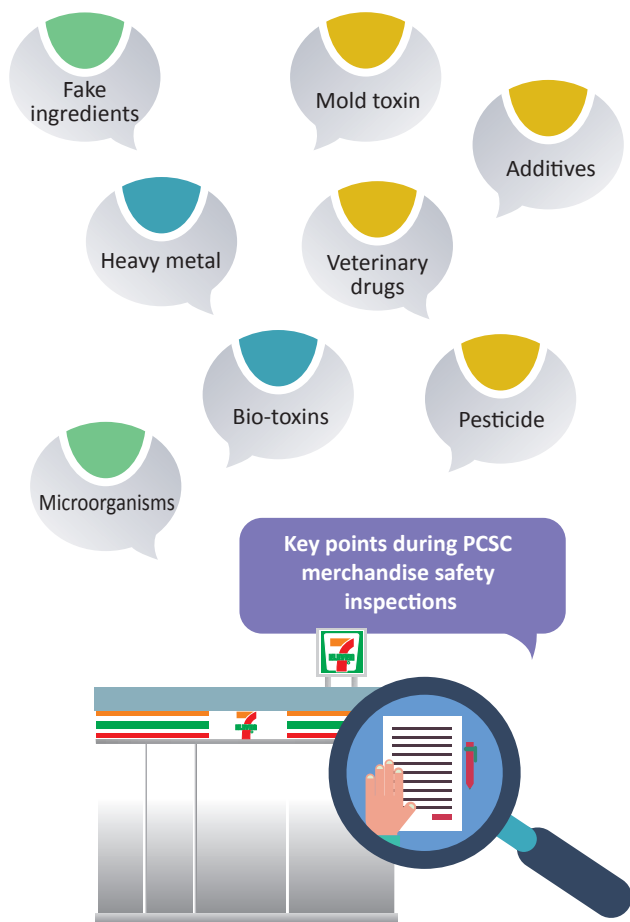 Fake
ingredients
Mold toxin
Additives
Heavy metal
Veterinary
drugs
Bio-toxins
Pesticide
Microorganisms
Key points during PCSC
merchandise safety
inspections